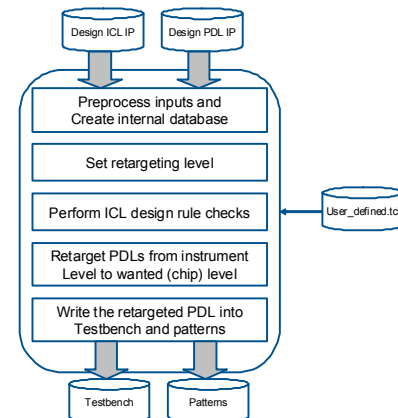 Design ICL IP
Design PDL IP
Preprocess inputs and
Create internal database
Set retargeting level
Perform ICL design rule checks
User_defined.tc
Retarget PDLs from instrument
Level to wanted (chip) level
Write the retargeted PDL into
Testbench and patterns
Testbench
Patterns